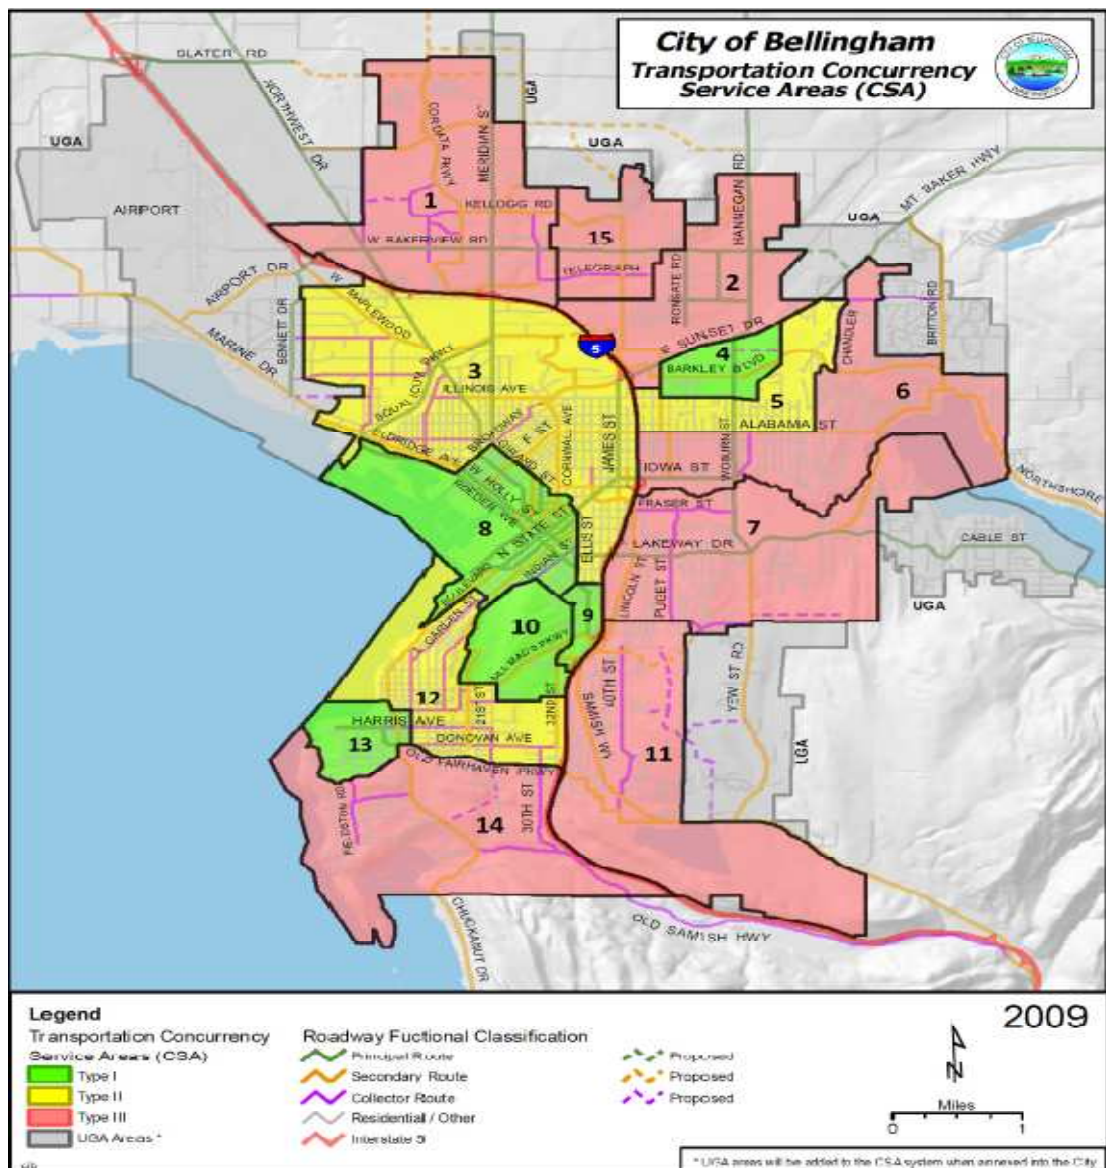 City of Bellingham
Transportation Concurrency
Service Areas (CSA)
SLATER RD
NORTHWEST DR
CORDATA PKWY
MERIDIAN ST
UGA
UGA
UGA
HANNEGAN RD
MT BAKER HWY
AIRPORT
1
KELLOGG RD
15
UGA
W BAKERVIEW RD
TELEGRAPH
2
AIRPORT DR
W MAPLEWOOD
BENNETT DR
MARINE DR
5
E SUNSET DR
4
BARKLEY BLVD
CHANDLER
BRITTON RD
3
ILLINOIS AVE
SQUALICUM PKWY
5
6
ALABAMA ST
BROADWAY
F ST
CORNWALL AVE
JAMES ST
WOBURN ST
IOWA ST
NORTHSHORE
W HOLLY ST
8
N STATE ST
ELLIS ST
FRASER ST
7
LAKEWAY DR
CABLE ST
LINCOLN ST
PUGET ST
UGA
9
10
YEW ST RD
12
21ST ST
32ND ST
SAMISH WAY
40TH ST
11
UGA
HARRIS AVE
13
DONOVAN AVE
OLD FAIRHAVEN PKWY
14
30TH ST
CHUCKANUT DR
OLD SAMISH HWY
2009
Legend
Transportation Concurrency
Service Areas (CSA)
Type I
Type II
Type III
UGA Areas *
Roadway Fuctional Classification
Principal Route
Secondary Route
Collector Route
Residential / Other
Interstate 5
Proposed
Proposed
Proposed
N
Miles
0 1
* UGA areas will be added to the CSA system when annexed into the City